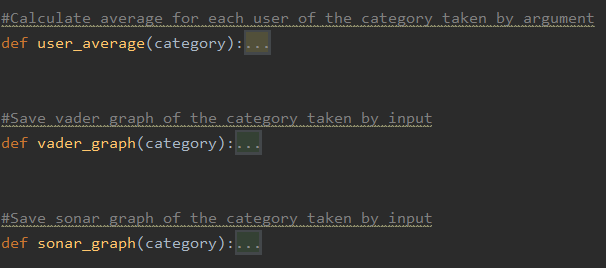 #Calculate average for each user of the category taken by argument
def user_average(category):...
#Save vader graph of the category taken by input
def vader_graph(category):...
#Save sonar graph of the category taken by input
def sonar_graph(category):...